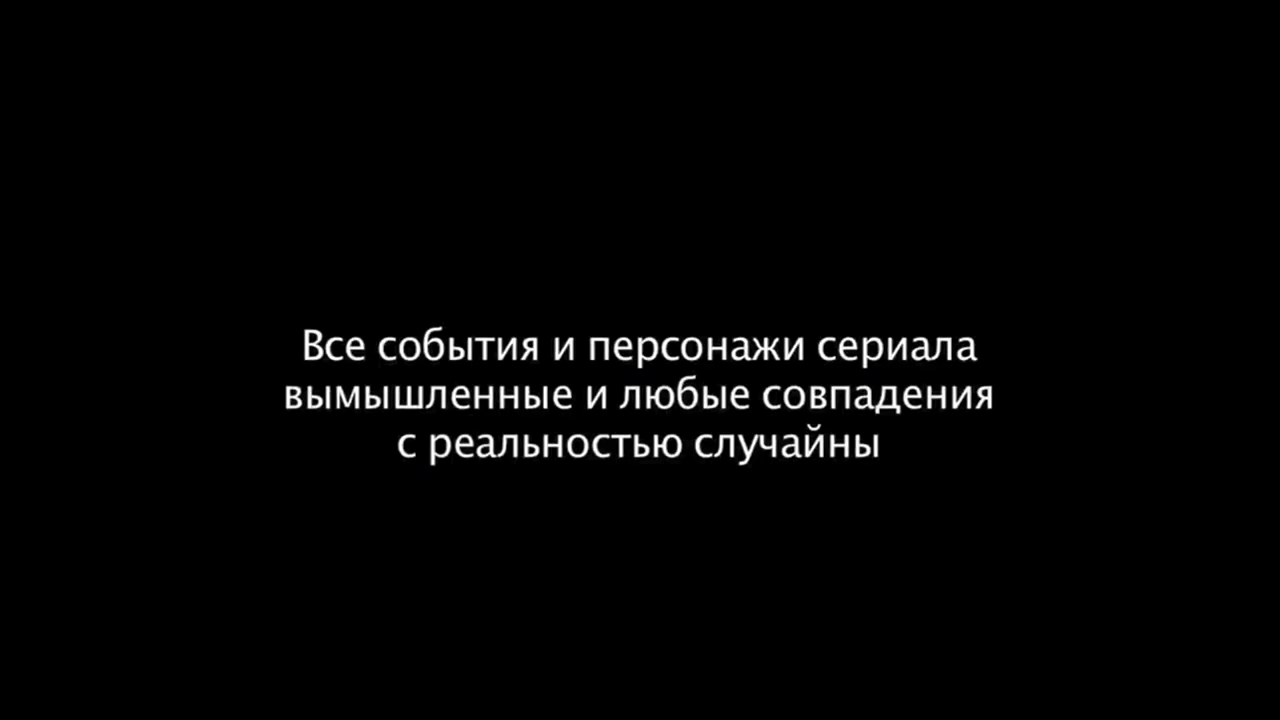 Все события и персонажи сериала
вымышленные и любые совпадения
с реальностью случайны